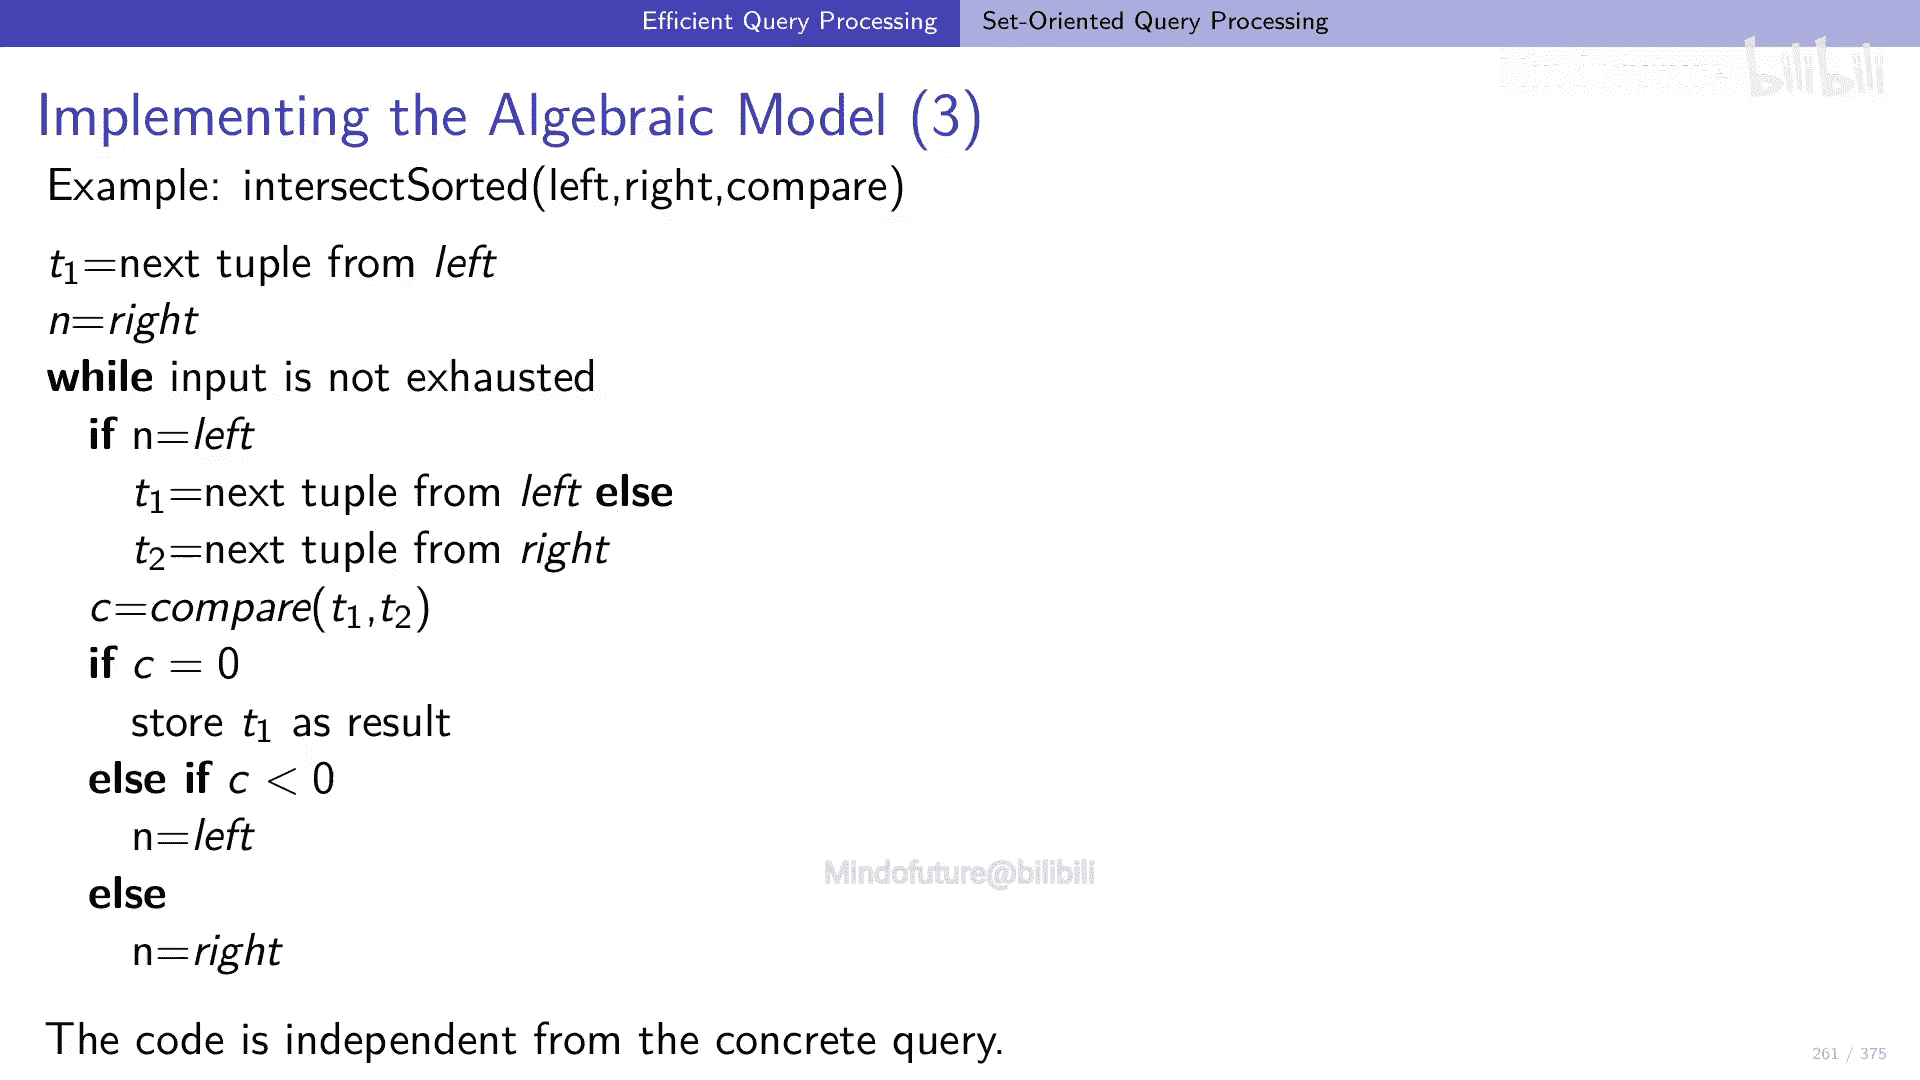 Efficient Query Processing
Set-Oriented Query Processing
bilibili
Implementing the Algebraic Model (3)
Example: intersectSorted(left,right,compare)
t₁=next tuple from left
n=right
while input is not exhausted
if n=left
t₁=next tuple from left else
t₂=next tuple from right
c=compare(t₁,t₂)
if c = 0
store t₁ as result
else if c < 0
n=left
else
n=right
Mindofuture@bilibili
The code is independent from the concrete query.
261 / 375